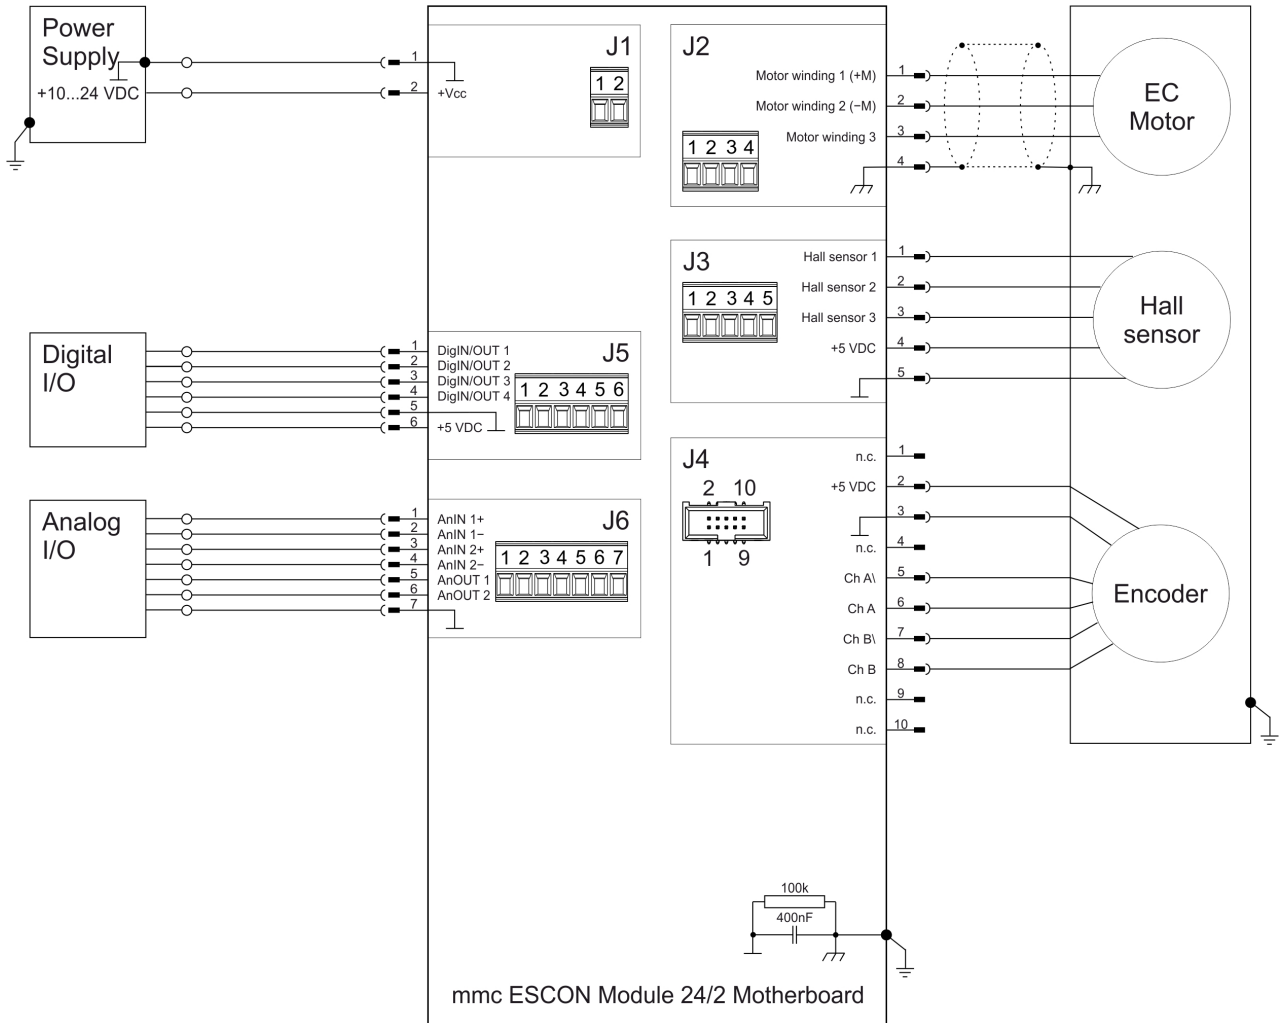 Power
Supply
+10...24 VDC
1
2
+Vcc
J1
1 2
J2
Motor winding 1 (+M)
Motor winding 2 (−M)
Motor winding 3
1
2
3
4
1 2 3 4
EC
Motor
J3
Hall sensor 1
Hall sensor 2
Hall sensor 3
+5 VDC
1
2
3
4
5
1 2 3 4 5
Hall
sensor
Digital
I/O
1
2
3
4
5
6
DigIN/OUT 1
DigIN/OUT 2
DigIN/OUT 3
DigIN/OUT 4
+5 VDC
J5
1 2 3 4 5 6
J4
2 10
1 9
n.c.
+5 VDC
n.c.
Ch A\
Ch A
Ch B\
Ch B
n.c.
n.c.
1
2
3
4
5
6
7
8
9
10
Encoder
Analog
I/O
1
2
3
4
5
6
7
AnIN 1+
AnIN 1−
AnIN 2+
AnIN 2−
AnOUT 1
AnOUT 2
J6
1 2 3 4 5 6 7
100k
400nF
mmc ESCON Module 24/2 Motherboard